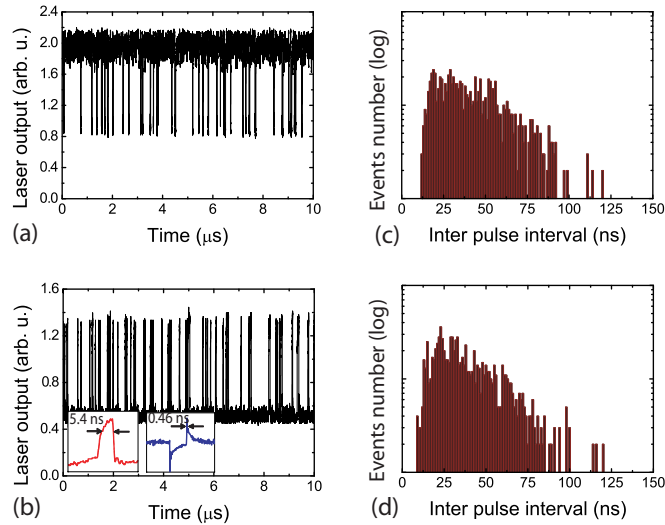 Laser output (arb. u.)
2.4
2.0
1.6
1.2
0.8
0.4
0.0
0 2 4 6 8 10
Time (μs)
(a)
Events number (log)
0 25 50 75 100 125 150
Inter pulse interval (ns)
(c)
Laser output (arb. u.)
1.6
1.2
0.8
0.4
0.0
5.4 ns
0.46 ns
0 2 4 6 8 10
Time (μs)
(b)
Events number (log)
0 25 50 75 100 125 150
Inter pulse interval (ns)
(d)